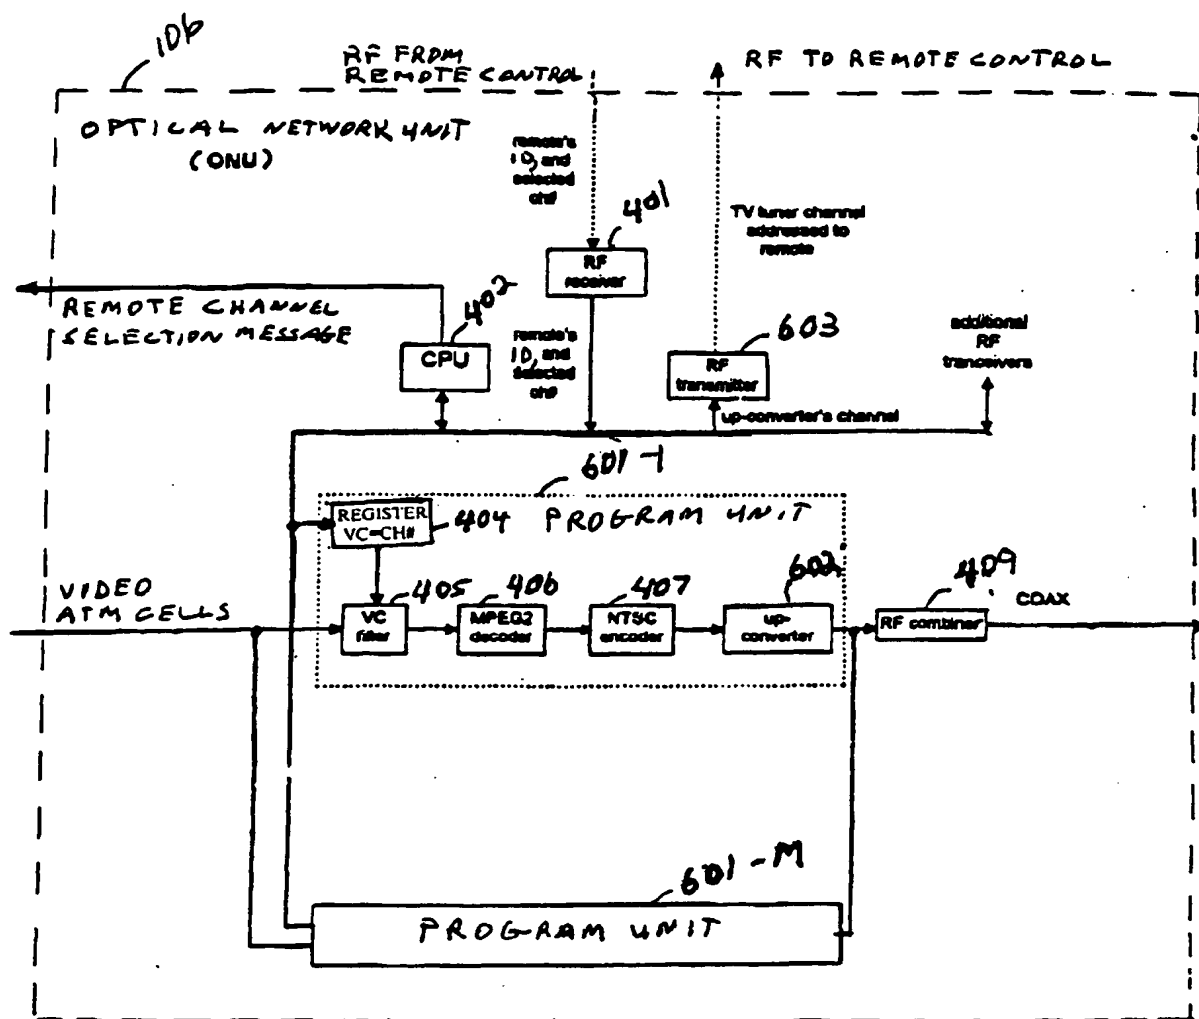 106
RF FROM
REMOTE CONTROL
RF TO REMOTE CONTROL
OPTICAL NETWORK UNIT
(ONU)
remote's
ID, and
selected
ch#
401
RF
receiver
TV tuner channel
addressed to
remote
REMOTE CHANNEL
SELECTION MESSAGE
402
CPU
remote's
ID, and
selected
ch#
603
RF
transmitter
additional
RF
tranceivers
up-converter's channel
601-1
REGISTER
VC=CH#
404
PROGRAM UNIT
VIDEO
ATM CELLS
405
VC
filter
406
MPEG2
decoder
407
NTSC
encoder
602
up-
converter
409
RF combiner
COAX
601-M
PROGRAM UNIT